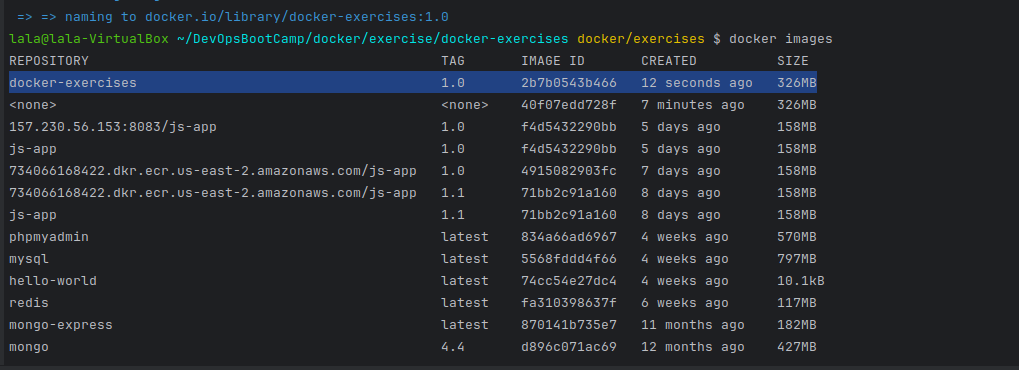 => => naming to docker.io/library/docker-exercises:1.0
lala@lala-VirtualBox ~/DevOpsBootCamp/docker/exercise/docker-exercises docker/exercises $ docker images
REPOSITORY TAG IMAGE ID CREATED SIZE
docker-exercises 1.0 2b7b0543b466 12 seconds ago 326MB
<none> <none> 40f07edd728f 7 minutes ago 326MB
157.230.56.153:8083/js-app 1.0 f4d5432290bb 5 days ago 158MB
js-app 1.0 f4d5432290bb 5 days ago 158MB
734066168422.dkr.ecr.us-east-2.amazonaws.com/js-app 1.0 4915082903fc 7 days ago 158MB
734066168422.dkr.ecr.us-east-2.amazonaws.com/js-app 1.1 71bb2c91a160 8 days ago 158MB
js-app 1.1 71bb2c91a160 8 days ago 158MB
phpmyadmin latest 834a66ad6967 4 weeks ago 570MB
mysql latest 5568fddd4f66 4 weeks ago 797MB
hello-world latest 74cc54e27dc4 4 weeks ago 10.1kB
redis latest fa310398637f 6 weeks ago 117MB
mongo-express latest 870141b735e7 11 months ago 182MB
mongo 4.4 d896c071ac69 12 months ago 427MB